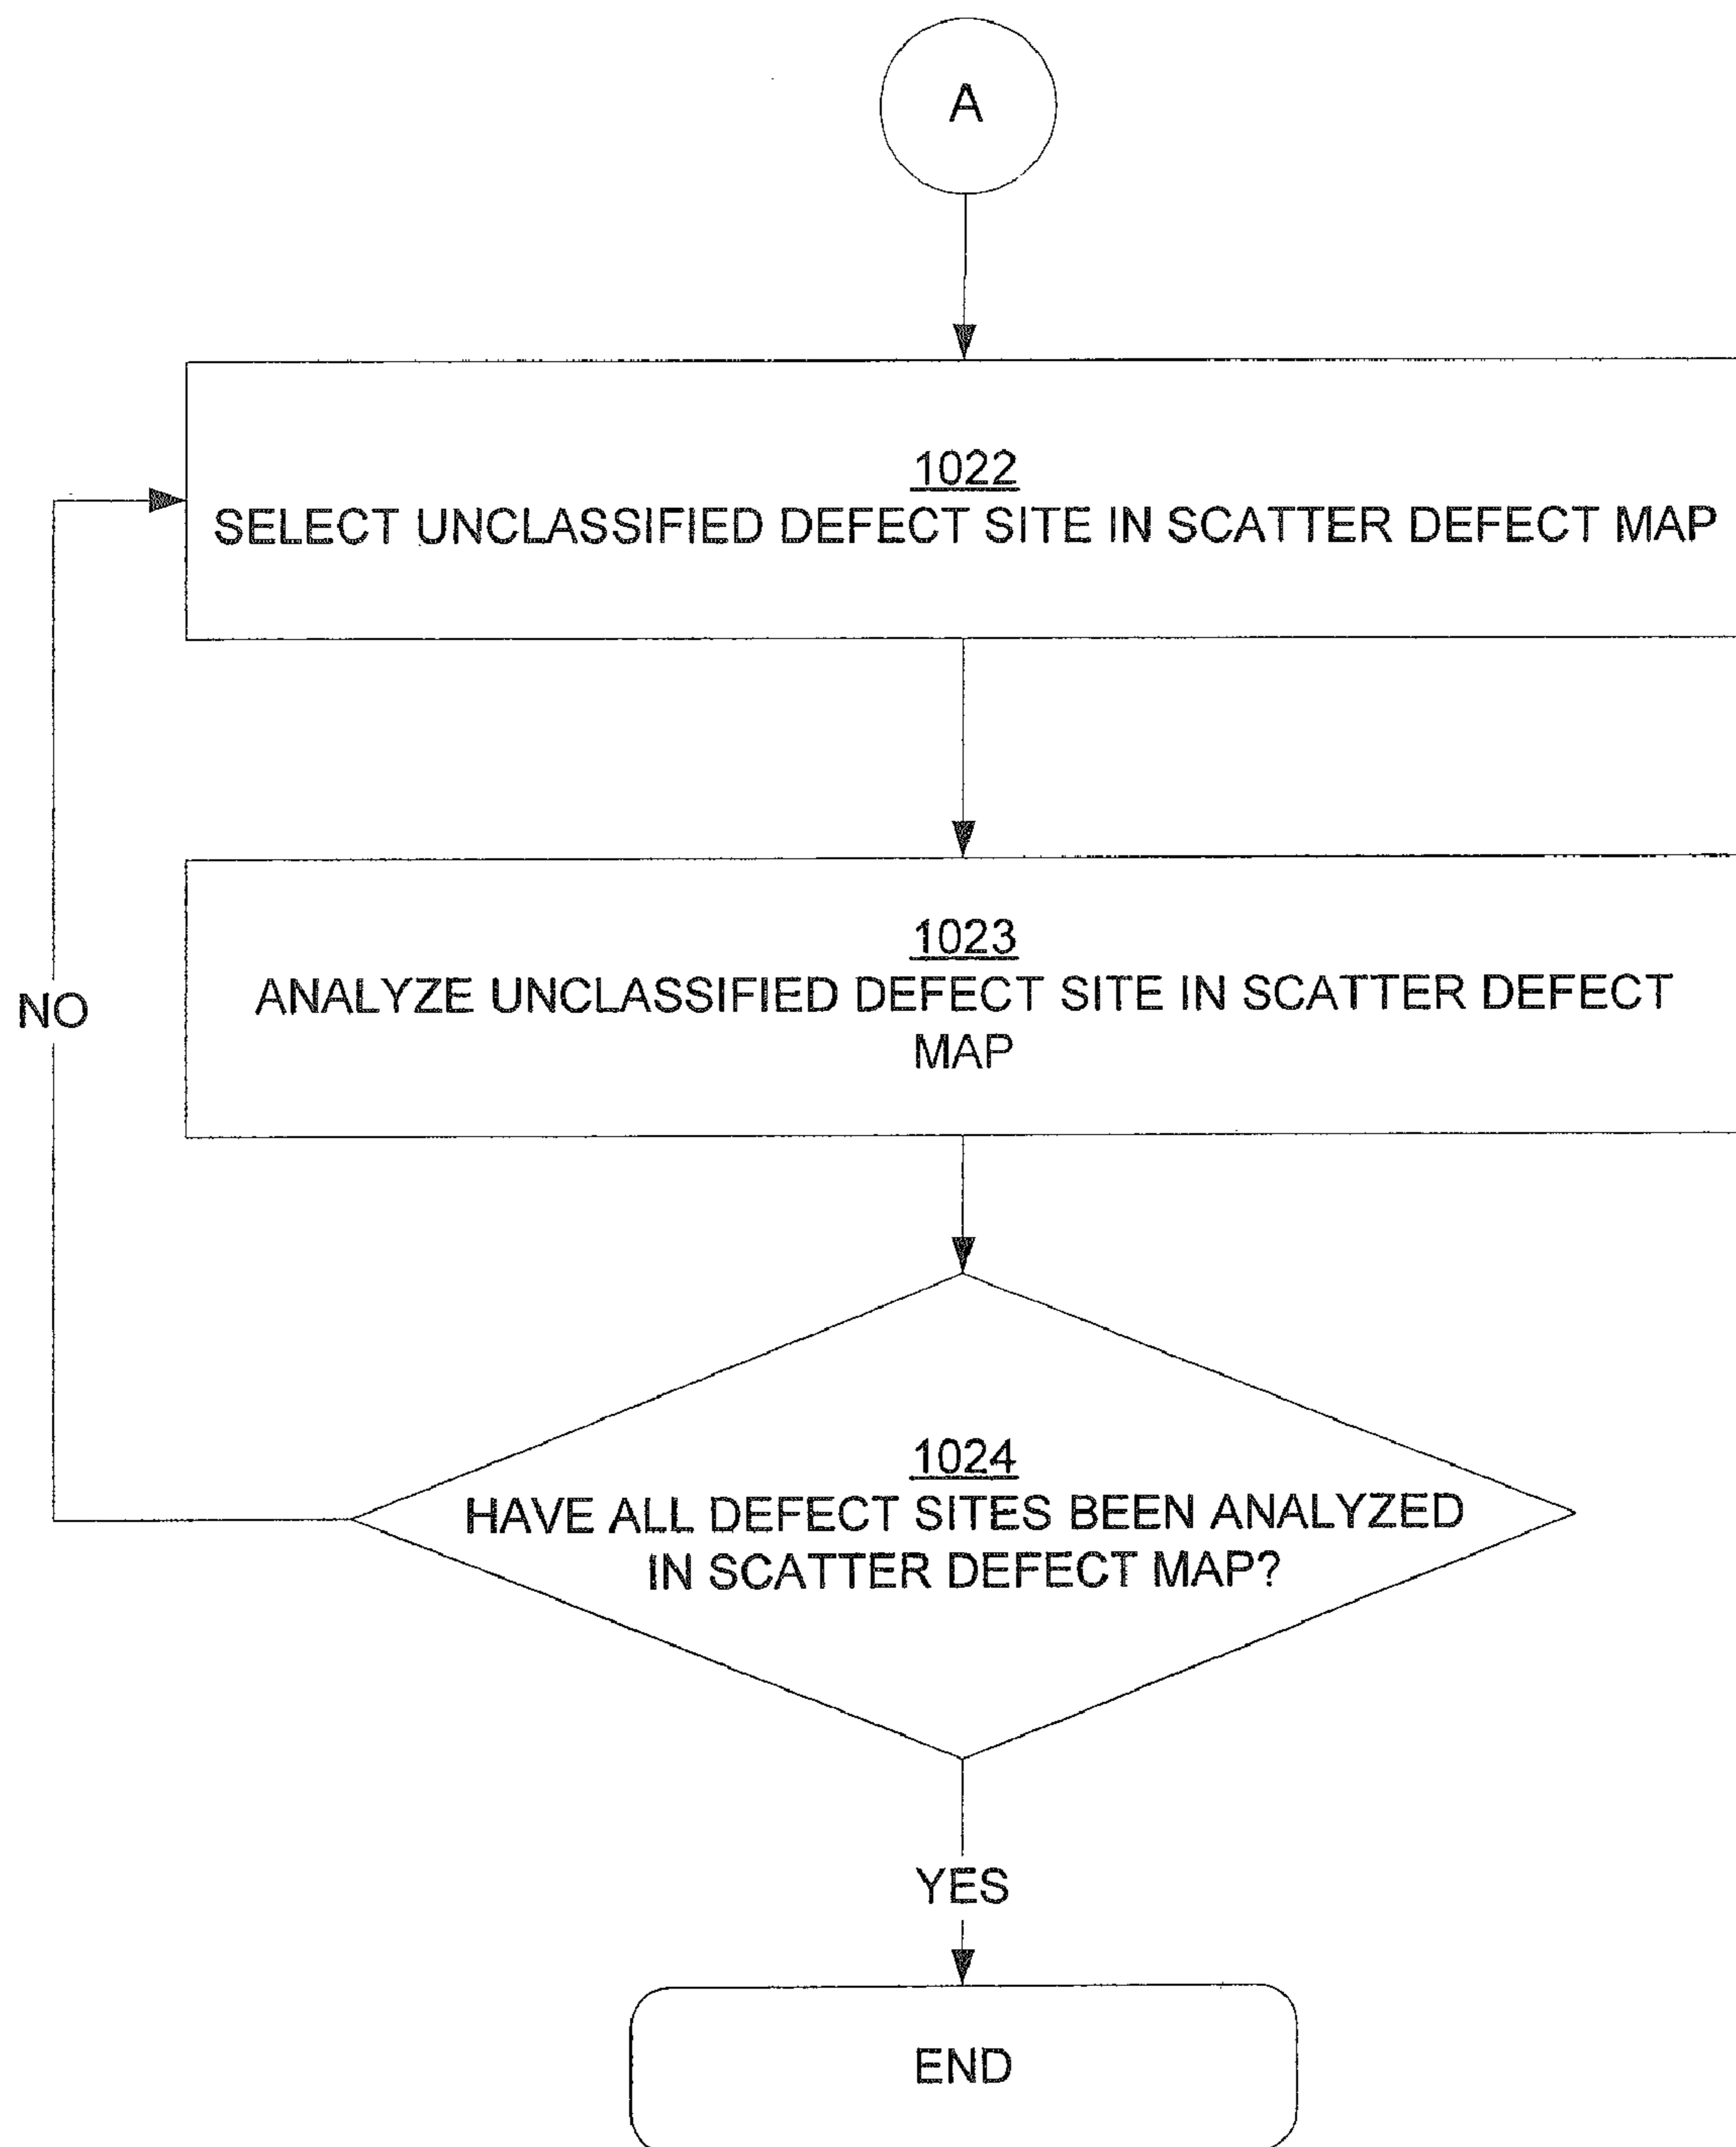 A
1022
SELECT UNCLASSIFIED DEFECT SITE IN SCATTER DEFECT MAP
1023
ANALYZE UNCLASSIFIED DEFECT SITE IN SCATTER DEFECT
MAP
NO
1024
HAVE ALL DEFECT SITES BEEN ANALYZED
IN SCATTER DEFECT MAP?
YES
END